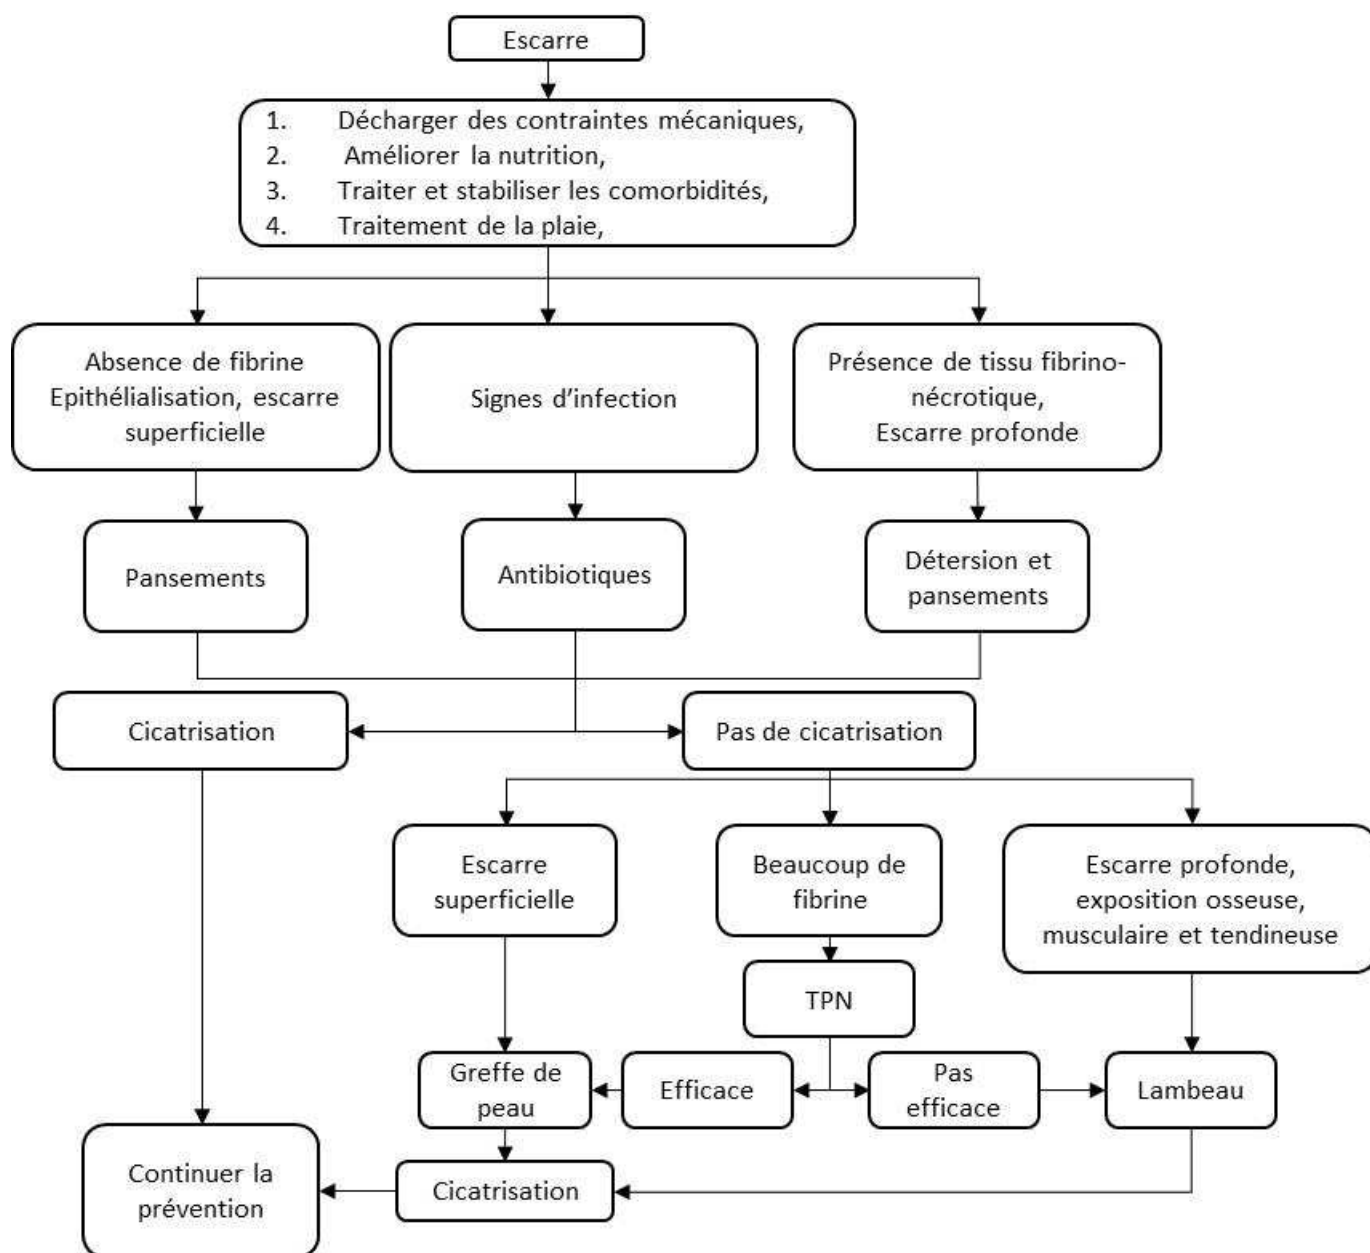 Escarre
1. Décharger des contraintes mécaniques,
2. Améliorer la nutrition,
3. Traiter et stabiliser les comorbidités,
4. Traitement de la plaie,
Absence de fibrine
Epithélialisation, escarre
superficielle
Signes d’infection
Présence de tissu fibrino-
nécrotique,
Escarre profonde
Pansements
Antibiotiques
Détersion et
pansements
Cicatrisation
Pas de cicatrisation
Escarre
superficielle
Beaucoup de
fibrine
Escarre profonde,
exposition osseuse,
musculaire et tendineuse
TPN
Greffe de
peau
Efficace
Pas
efficace
Lambeau
Continuer la
prévention
Cicatrisation